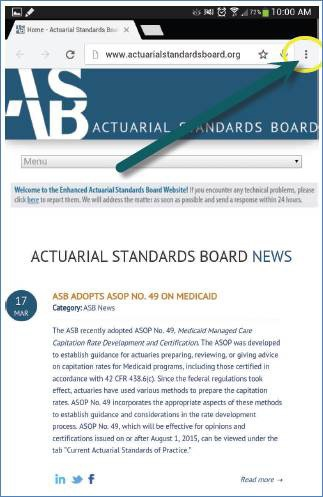 72% 10:00 AM
Home - Actuarial Standards Boa
www.actuarialstandardsboard.org
AS
AB
ACTUARIAL STANDARDS BOARD
Menu
Welcome to the Enhanced Actuarial Standards Board Website! If you encounter any technical problems, please
click here to report them. We will address the matter as soon as possible and send a response within 24 hours.
ACTUARIAL STANDARDS BOARD NEWS
17
MAR
ASB ADOPTS ASOP NO. 49 ON MEDICAID
Category: ASB News
The ASB recently adopted ASOP No. 49, Medicaid Managed Care
Capitation Rate Development and Certification. The ASOP was developed
to establish guidance for actuaries preparing, reviewing, or giving advice
on capitation rates for Medicaid programs, including those certified in
accordance with 42 CFR 438.6(c). Since the federal regulations took
effect, actuaries have used various methods to prepare the capitation
rates. ASOP No. 49 incorporates the appropriate aspects of these methods
to establish guidance and considerations in the rate development
process. ASOP No. 49, which will be effective for opinions and
certifications issued on or after August 1, 2015, can be viewed under the
tab "Current Actuarial Standards of Practice."
in f
Read more →